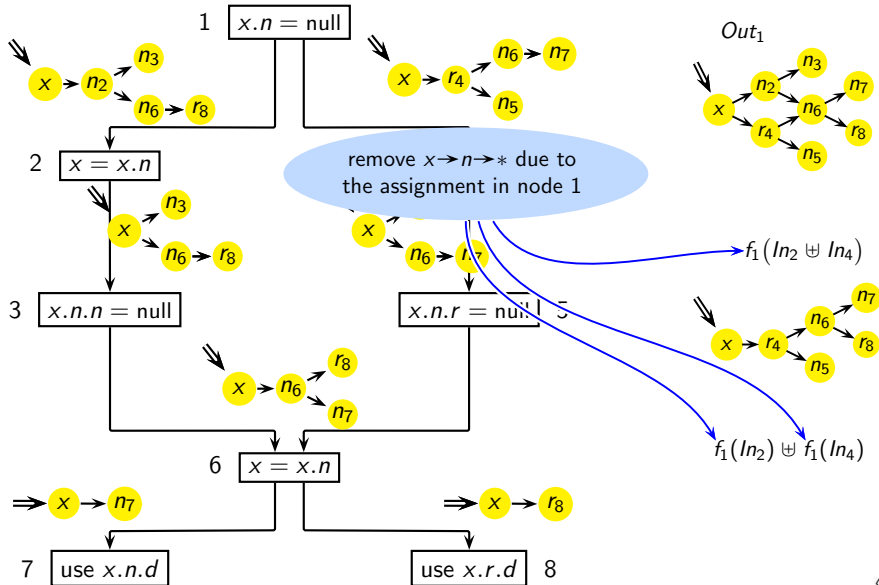 1 x.n = null
Out₁
x n₂ n₃ n₆ r₈
x r₄ n₆ n₇ n₅
x n₂ n₃ r₄ n₆ n₇ r₈ n₅
2 x = x.n
remove x→n→∗ due to
the assignment in node 1
x n₃ n₆ r₈
n₆ n₇
f₁(In₂ ⊎ In₄)
3 x.n.n = null
x.n.r = null 5
x r₄ n₆ n₇ r₈ n₅
x n₆ r₈ n₇
f₁(In₂) ⊎ f₁(In₄)
6 x = x.n
x n₇
x r₈
7 use x.n.d
use x.r.d 8